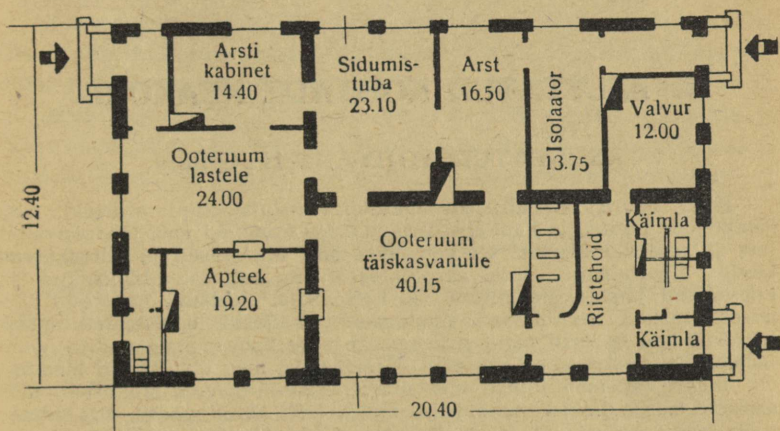 Arsti
kabinet
14.40
Sidumis-
tuba
23.10
Arst
16.50
Isolaator
13.75
Valvur
12.00
Ooteruum
lastele
24.00
12.40
Käimla
Ooteruum
täiskasvanuile
40.15
Riietehoid
Apteek
19.20
Käimla
20.40